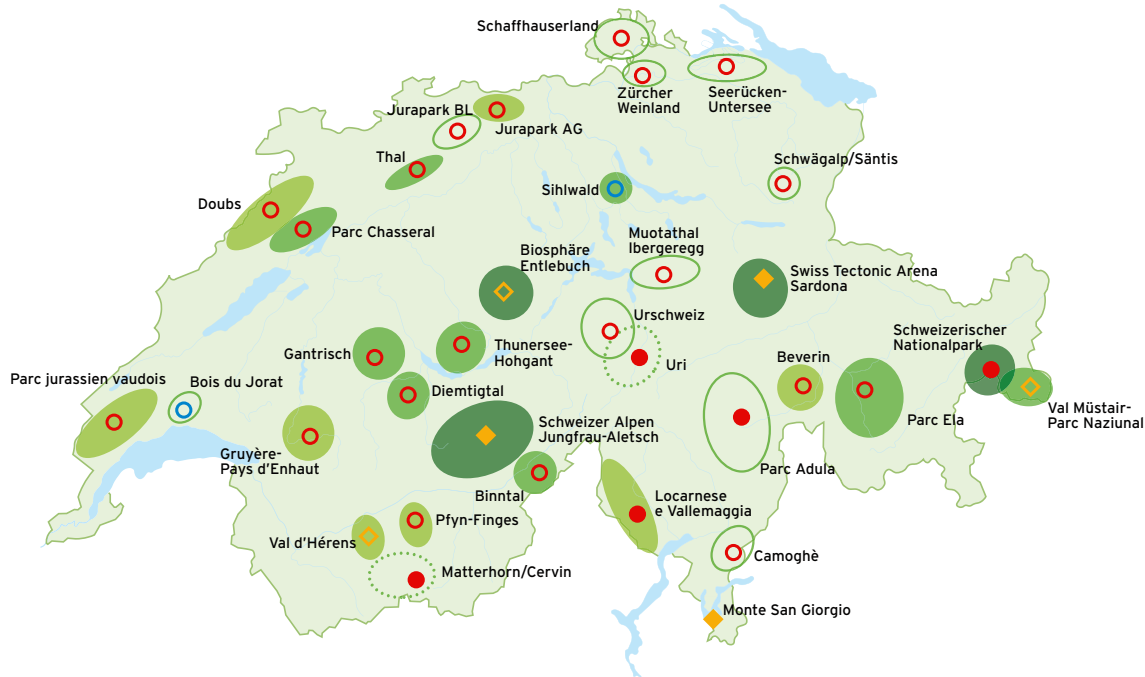 Schaffhauserland
Zürcher
Weinland
Seerücken-
Untersee
Jurapark BL
Jurapark AG
Thal
Schwägalp/Säntis
Sihlwald
Doubs
Parc Chasseral
Muotathal
Ibergeregg
Biosphäre
Entlebuch
Swiss Tectonic Arena
Sardona
Urschweiz
Schweizerischer
Nationalpark
Gantrisch
Thunersee-
Hohgant
Uri
Beverin
Parc jurassien vaudois
Bois du Jorat
Diemtigtal
Val Müstair-
Parc Naziunal
Schweizer Alpen
Jungfrau-Aletsch
Parc Ela
Gruyère-
Pays d'Enhaut
Parc Adula
Binntal
Locarnese
e Vallemaggia
Pfyn-Finges
Val d'Hérens
Camoghè
Matterhorn/Cervin
Monte San Giorgio